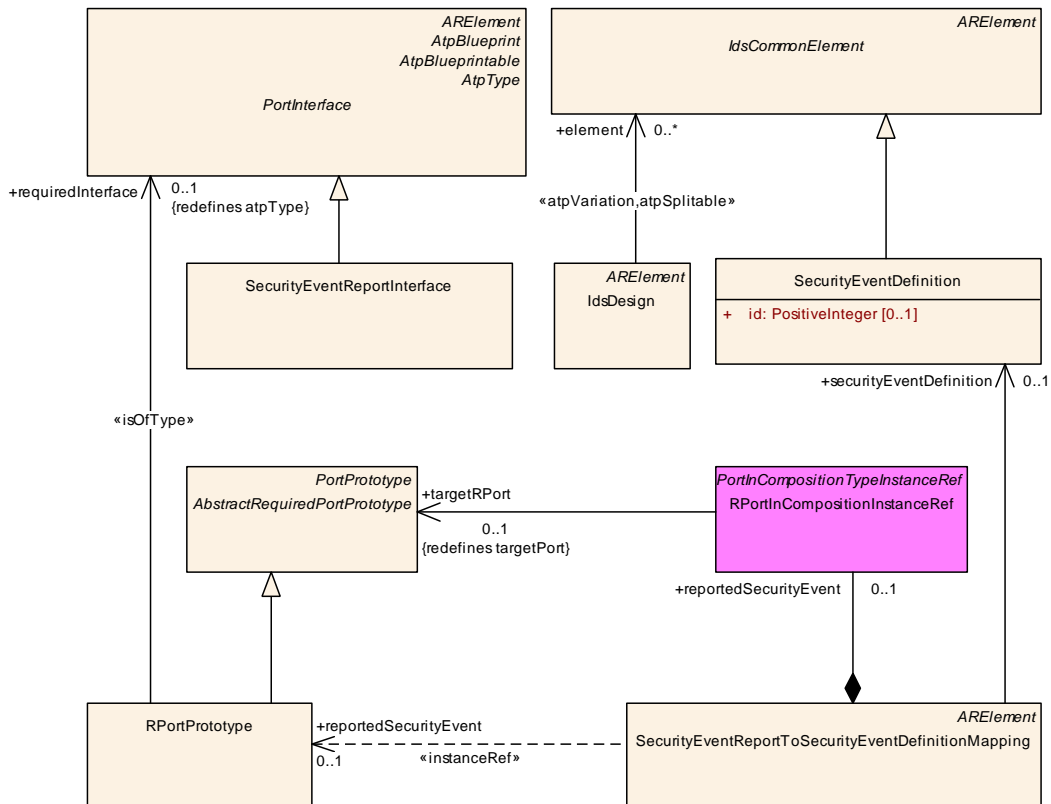 ARElement
AtpBlueprint
AtpBlueprintable
AtpType
PortInterface
ARElement
IdsCommonElement
+element
0..*
+requiredInterface
0..1
{redefines atpType}
«atpVariation,atpSplitable»
SecurityEventReportInterface
ARElement
IdsDesign
SecurityEventDefinition
+ id: PositiveInteger [0..1]
+securityEventDefinition
0..1
«isOfType»
PortPrototype
AbstractRequiredPortPrototype
+targetRPort
0..1
{redefines targetPort}
PortInCompositionTypeInstanceRef
RPortInCompositionInstanceRef
+reportedSecurityEvent
0..1
RPortPrototype
+reportedSecurityEvent
0..1
«instanceRef»
ARElement
SecurityEventReportToSecurityEventDefinitionMapping